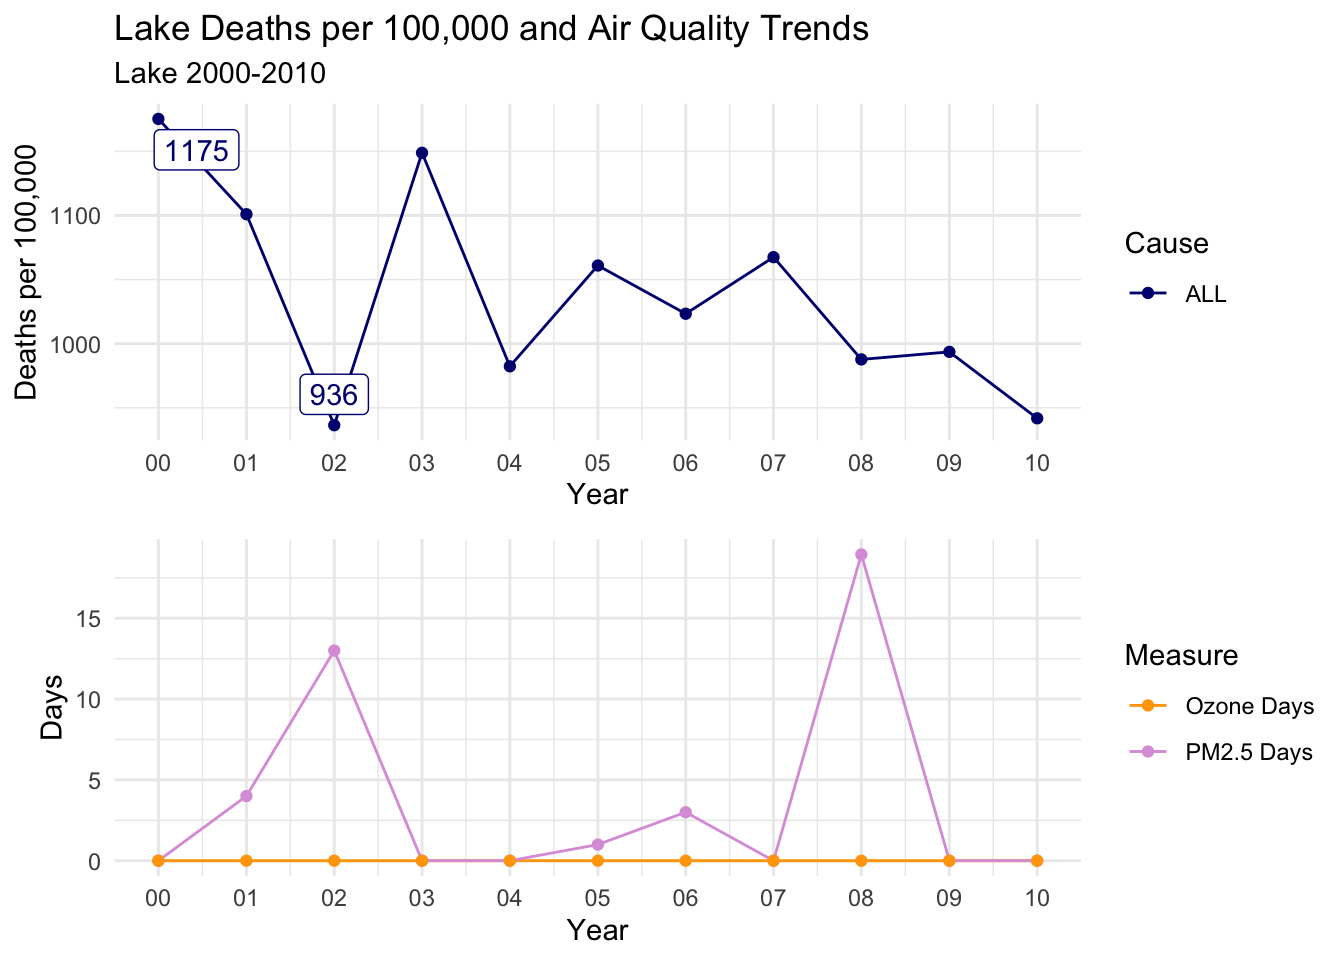 Lake Deaths per 100,000 and Air Quality Trends
Lake 2000-2010
Deaths per 100,000
1100
1000
1175
936
00 01 02 03 04 05 06 07 08 09 10
Year
Cause
ALL
Days
15
10
5
0
00 01 02 03 04 05 06 07 08 09 10
Year
Measure
Ozone Days
PM2.5 Days